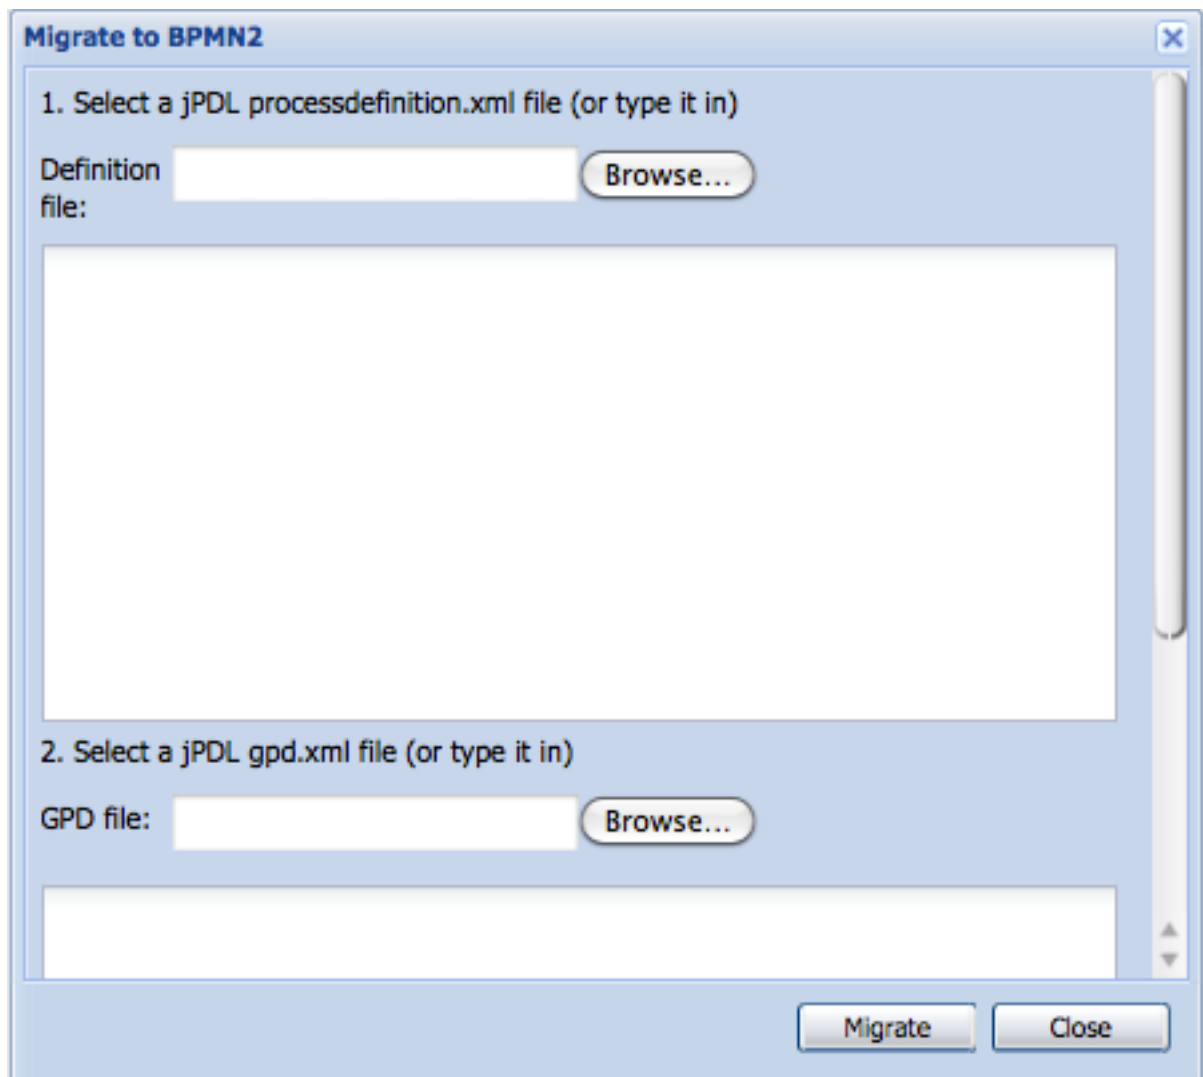 Migrate to BPMN2
1. Select a jPDL processdefinition.xml file (or type it in)
Definition file:
Browse...
2. Select a jPDL gpd.xml file (or type it in)
GPD file:
Browse...
Migrate
Close